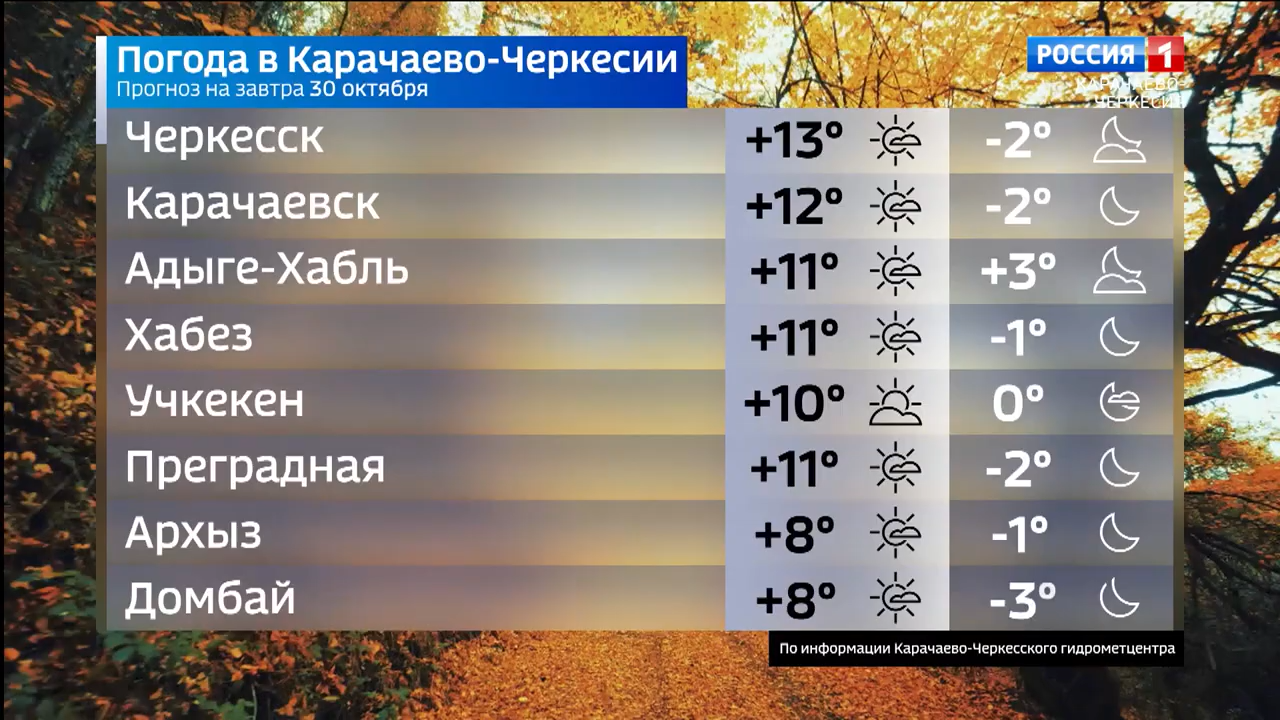 Погода в Карачаево-Черкесии
Прогноз на завтра 30 октября
РОССИЯ 1
КАРАЧАЕВО-
ЧЕРКЕСИЯ
Черкесск +13° -2°
Карачаевск +12° -2°
Адыге-Хабль +11° +3°
Хабез +11° -1°
Учкекен +10° 0°
Преградная +11° -2°
Архыз +8° -1°
Домбай +8° -3°
По информации Карачаево-Черкесского гидрометцентра